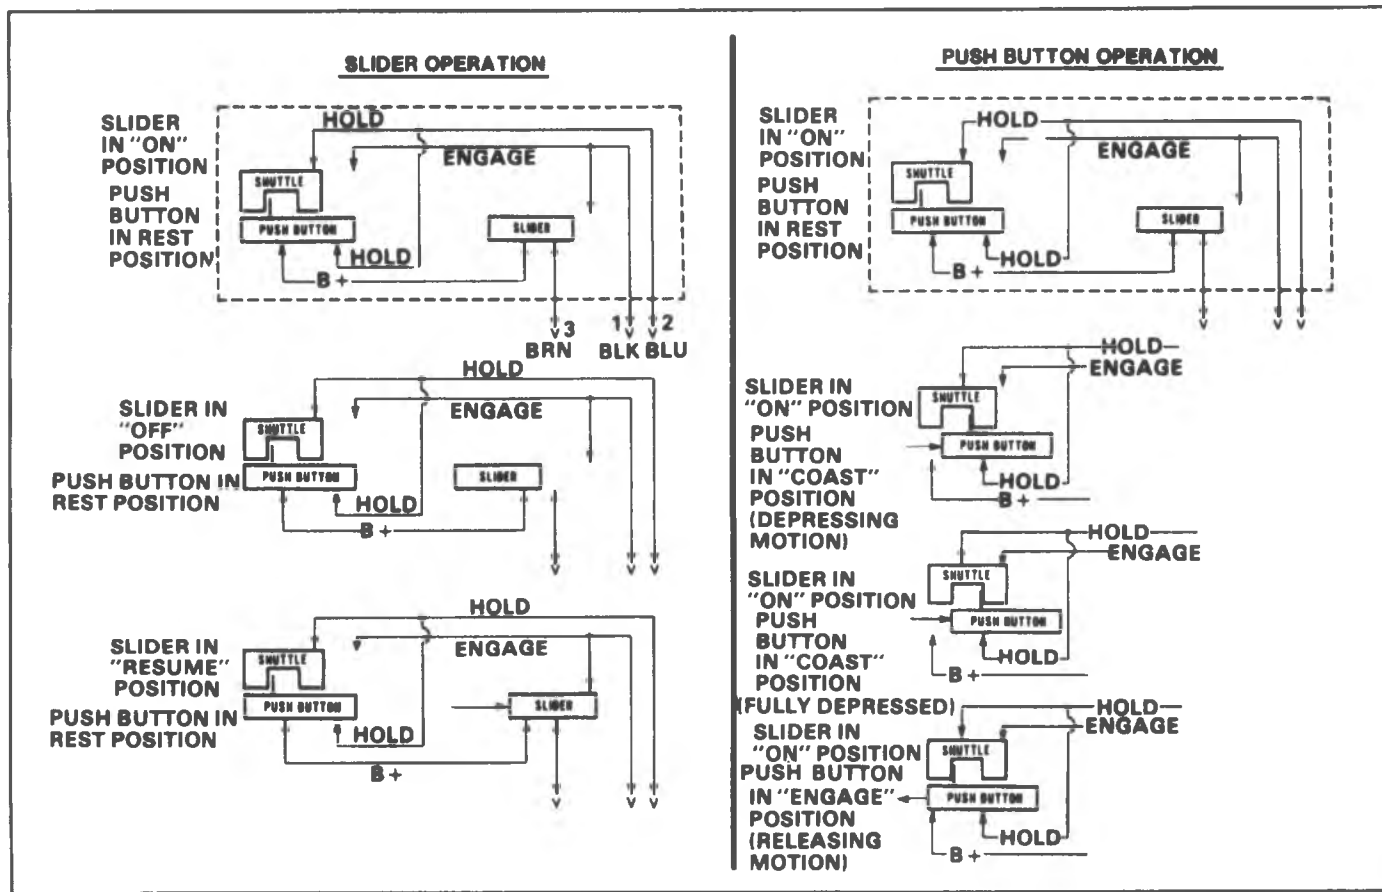 SLIDER OPERATION
SLIDER
IN "ON"
POSITION
PUSH
BUTTON
IN REST
POSITION
HOLD
ENGAGE
SHUTTLE
PUSH BUTTON
SLIDER
HOLD
B +
3
1
2
BRN
BLK
BLU
SLIDER IN
"OFF"
POSITION
PUSH BUTTON IN
REST POSITION
HOLD
ENGAGE
SHUTTLE
PUSH BUTTON
SLIDER
HOLD
B +
SLIDER IN
"RESUME"
POSITION
PUSH BUTTON IN
REST POSITION
HOLD
ENGAGE
SHUTTLE
PUSH BUTTON
SLIDER
HOLD
B +
PUSH BUTTON OPERATION
SLIDER
IN "ON"
POSITION
PUSH
BUTTON
IN REST
POSITION
HOLD
ENGAGE
SHUTTLE
PUSH BUTTON
SLIDER
HOLD
B +
SLIDER IN
"ON" POSITION
PUSH
BUTTON
IN "COAST"
POSITION
(DEPRESSING
MOTION)
HOLD
ENGAGE
SHUTTLE
PUSH BUTTON
HOLD
B +
SLIDER IN
"ON" POSITION
PUSH
BUTTON
IN "COAST"
POSITION
(FULLY DEPRESSED)
HOLD
ENGAGE
SHUTTLE
PUSH BUTTON
HOLD
B +
SLIDER IN
"ON" POSITION
PUSH BUTTON
IN "ENGAGE"
POSITION
(RELEASING
MOTION)
HOLD
ENGAGE
SHUTTLE
PUSH BUTTON
HOLD
B +